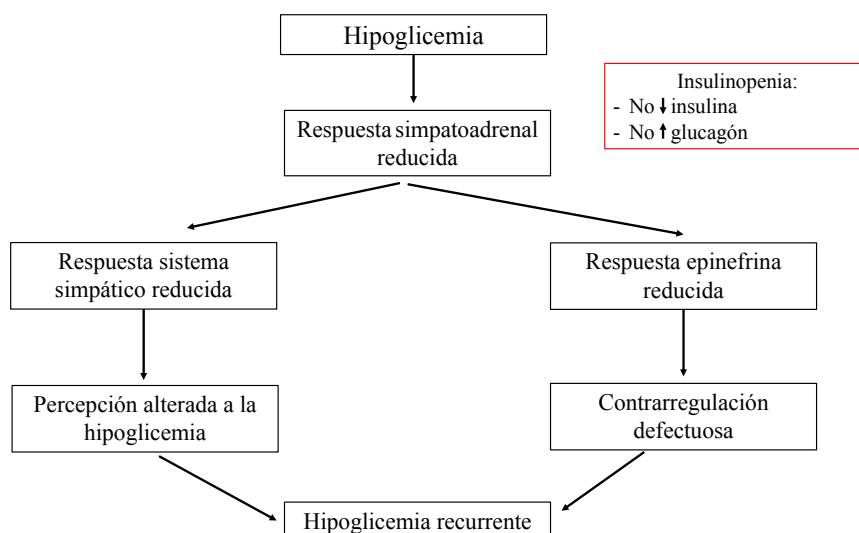 Hipoglicemia
Insulinopenia:
- No ↓ insulina
- No ↑ glucagón
Respuesta simpatoadrenal
reducida
Respuesta sistema
simpático reducida
Respuesta epinefrina
reducida
Percepción alterada a la
hipoglicemia
Contrarregulación
defectuosa
Hipoglicemia recurrente